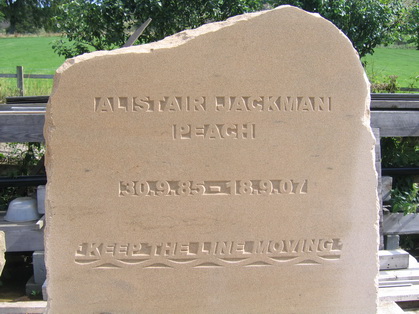 ALISTAIR JACKMAN
PEACH
30.9.85 - 18.9.07
'KEEP THE LINE MOVING'